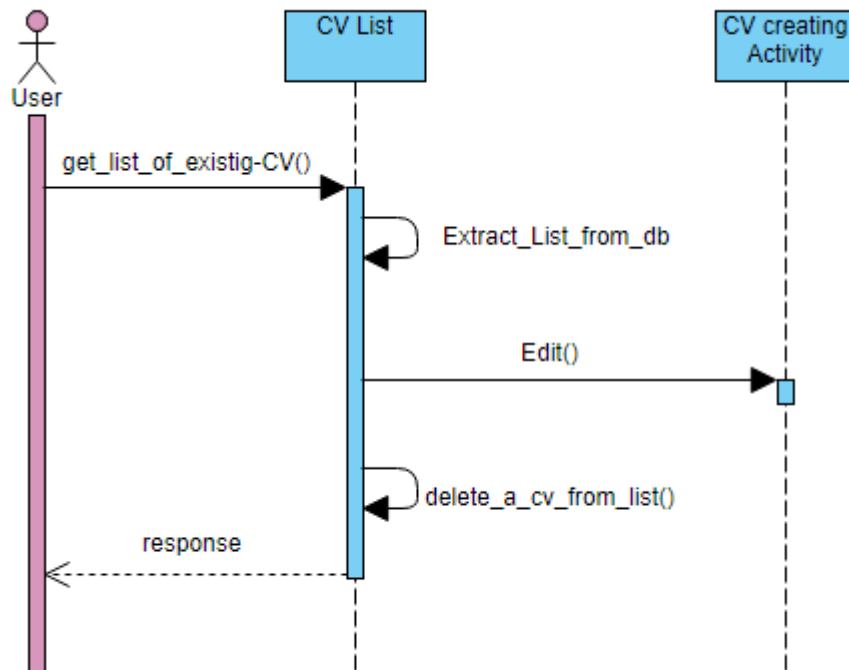 CV List
CV creating
Activity
User
get_list_of_existig-CV()
Extract_List_from_db
Edit()
delete_a_cv_from_list()
response